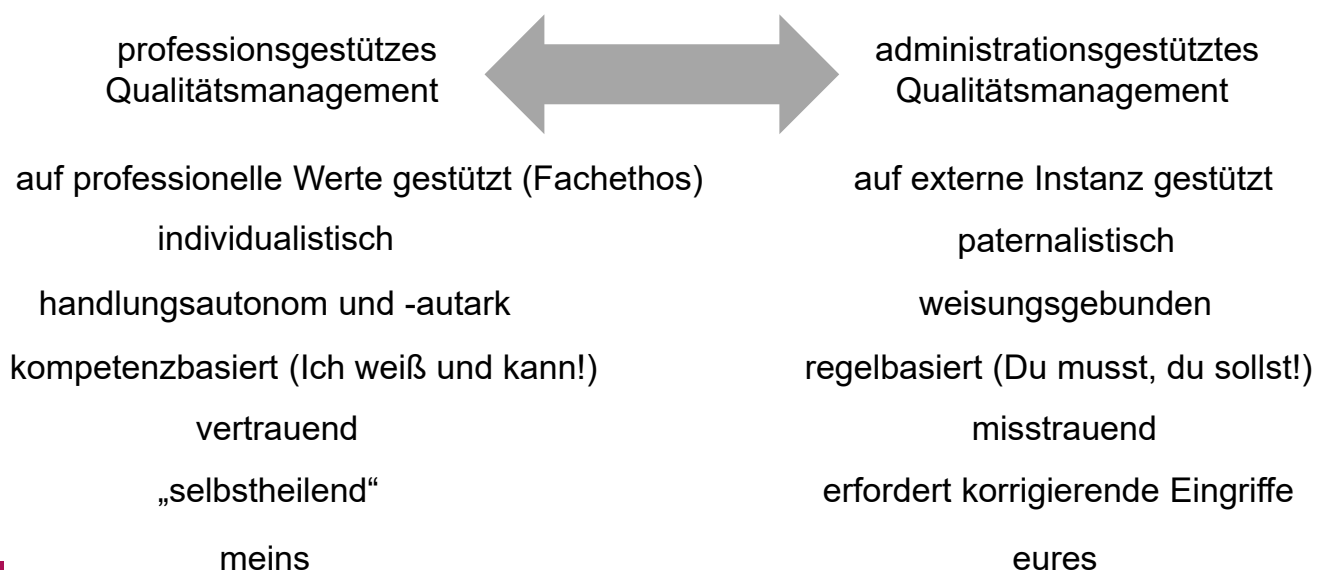 professionsgestützes
Qualitätsmanagement
administrationsgestütztes
Qualitätsmanagement
auf professionelle Werte gestützt (Fachethos)
auf externe Instanz gestützt
individualistisch
paternalistisch
handlungsautonom und -autark
weisungsgebunden
kompetenzbasiert (Ich weiß und kann!)
regelbasiert (Du musst, du sollst!)
vertrauend
misstrauend
„selbstheilend“
erfordert korrigierende Eingriffe
meins
eures